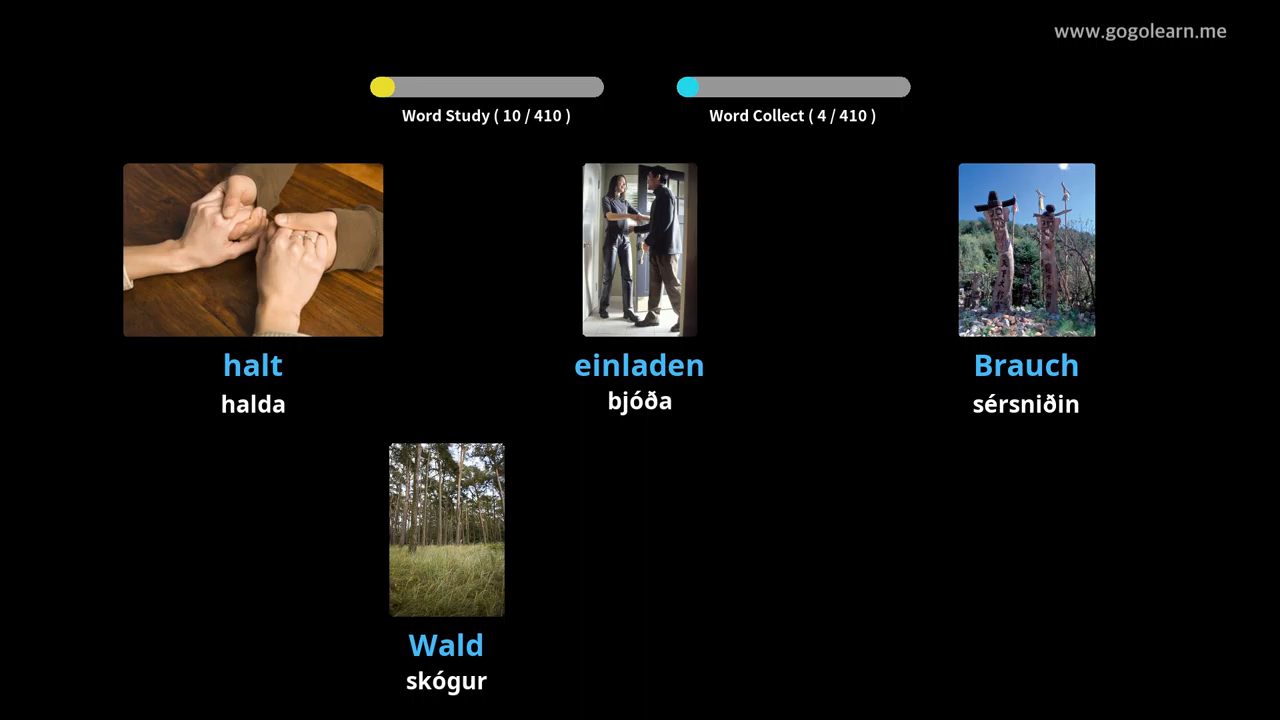 www.gogolearn.me
Word Study ( 10 / 410 )
Word Collect ( 4 / 410 )
halt
halda
einladen
bjóða
Brauch
sérsniðin
Wald
skógur